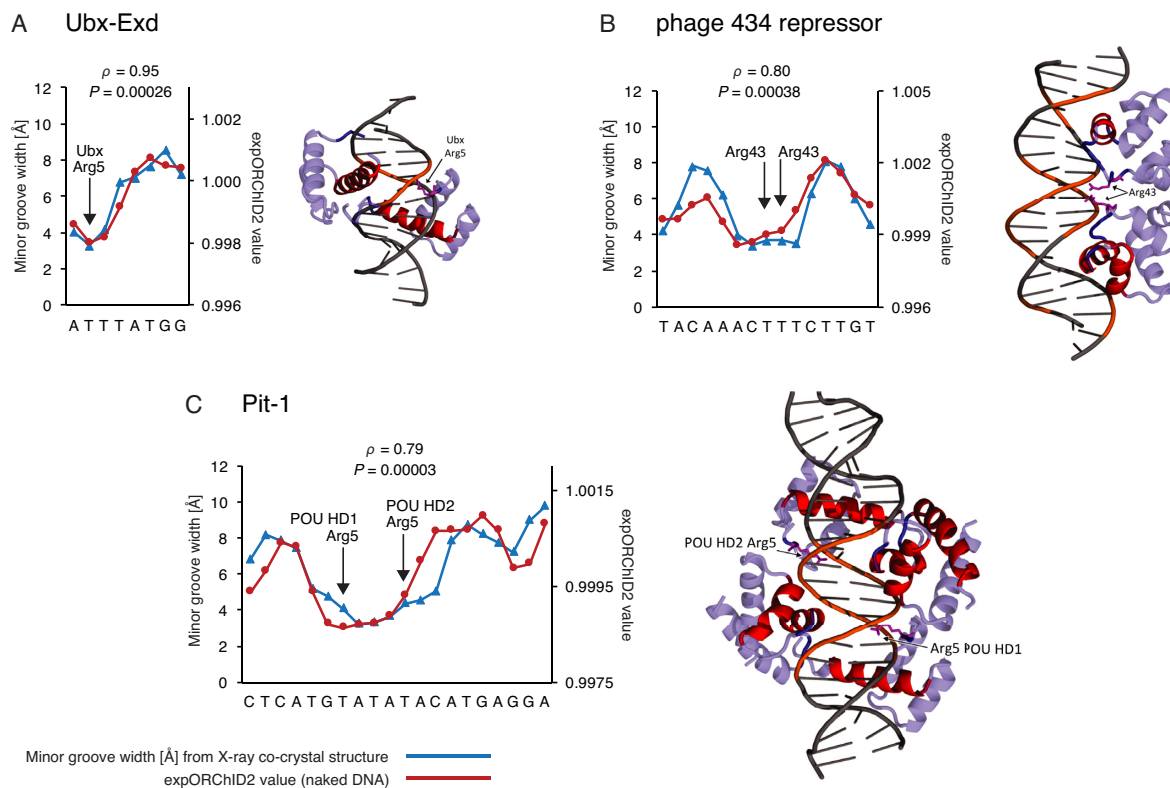 A Ubx-Exd
ρ = 0.95
P = 0.00026
Minor groove width [Å]
12
10
8
6
4
2
0
Ubx
Arg5
1.002
1.000
0.998
0.996
expORChID2 value
A T T T A T G G
Ubx
Arg5
B phage 434 repressor
ρ = 0.80
P = 0.00038
Minor groove width [Å]
12
10
8
6
4
2
0
Arg43 Arg43
1.005
1.002
0.999
0.996
expORChID2 value
T A C A A A C T T T C T T G T
Arg43
C Pit-1
ρ = 0.79
P = 0.00003
Minor groove width [Å]
12
10
8
6
4
2
0
POU HD1
Arg5
POU HD2
Arg5
1.0015
0.9995
0.9975
expORChID2 value
C T C A T G T A T A T A C A T G A G G A
POU HD2 Arg5
Arg5 POU HD1
Minor groove width [Å] from X-ray co-crystal structure
expORChID2 value (naked DNA)